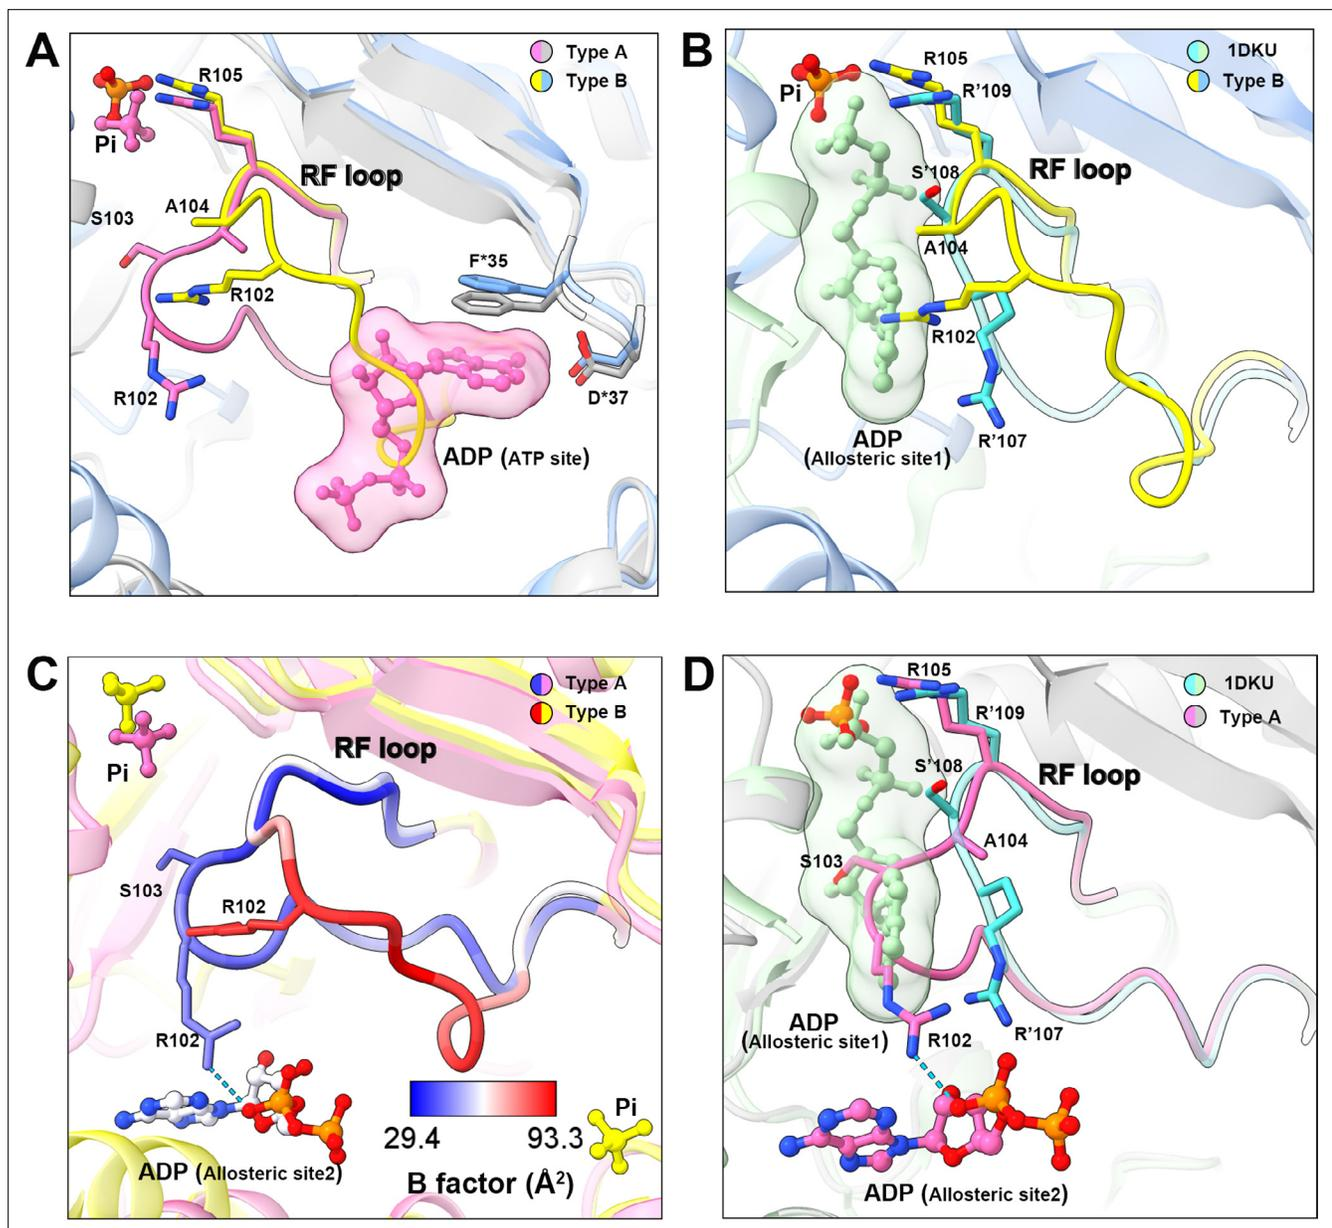 A
Type A
Type B
R105
Pi
RF loop
S103
A104
R102
F*35
R102
D*37
ADP (ATP site)
B
1DKU
Type B
R105
Pi
R'109
S'108
RF loop
A104
R102
R'107
ADP
(Allosteric site1)
C
Type A
Type B
RF loop
Pi
S103
R102
R102
Pi
29.4 93.3
ADP (Allosteric site2)
B factor (Å²)
D
R105
1DKU
R'109
Type A
S'108
RF loop
A104
S103
ADP
(Allosteric site1)
R102
R'107
ADP (Allosteric site2)